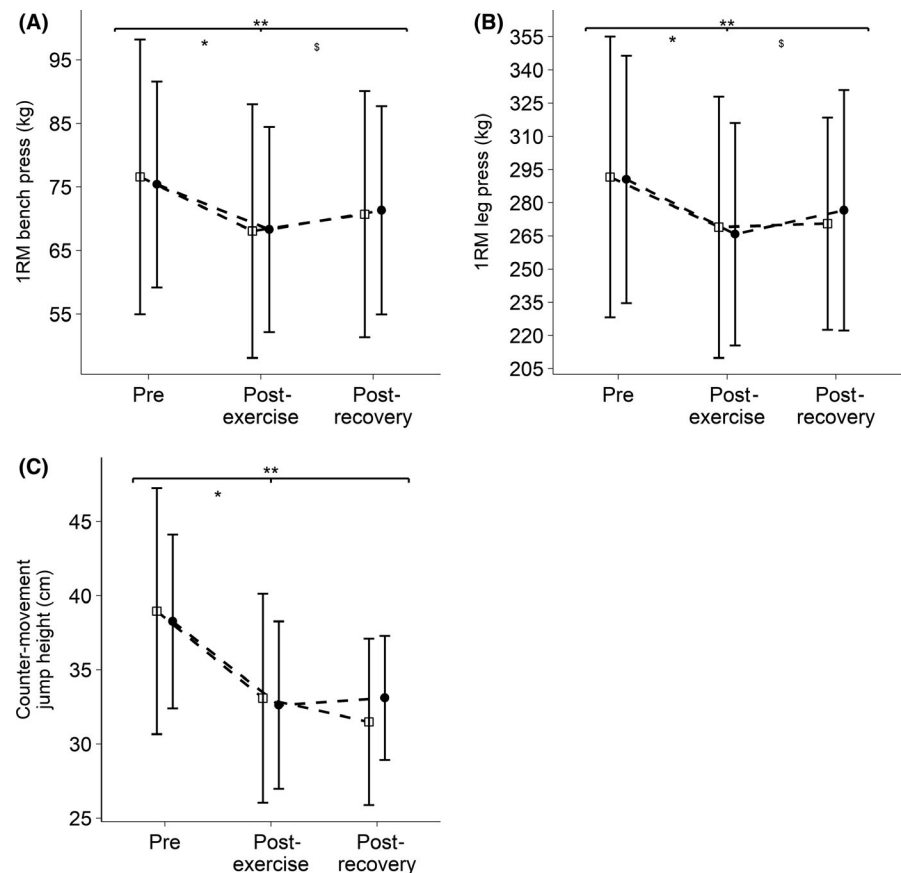 (A)
**
*
$
1RM bench press (kg)
95
85
75
65
55
Pre
Post-
exercise
Post-
recovery
(B)
**
*
$
1RM leg press (kg)
355
340
325
310
295
280
265
250
235
220
205
Pre
Post-
exercise
Post-
recovery
(C)
**
*
Counter-movement
jump height (cm)
45
40
35
30
25
Pre
Post-
exercise
Post-
recovery